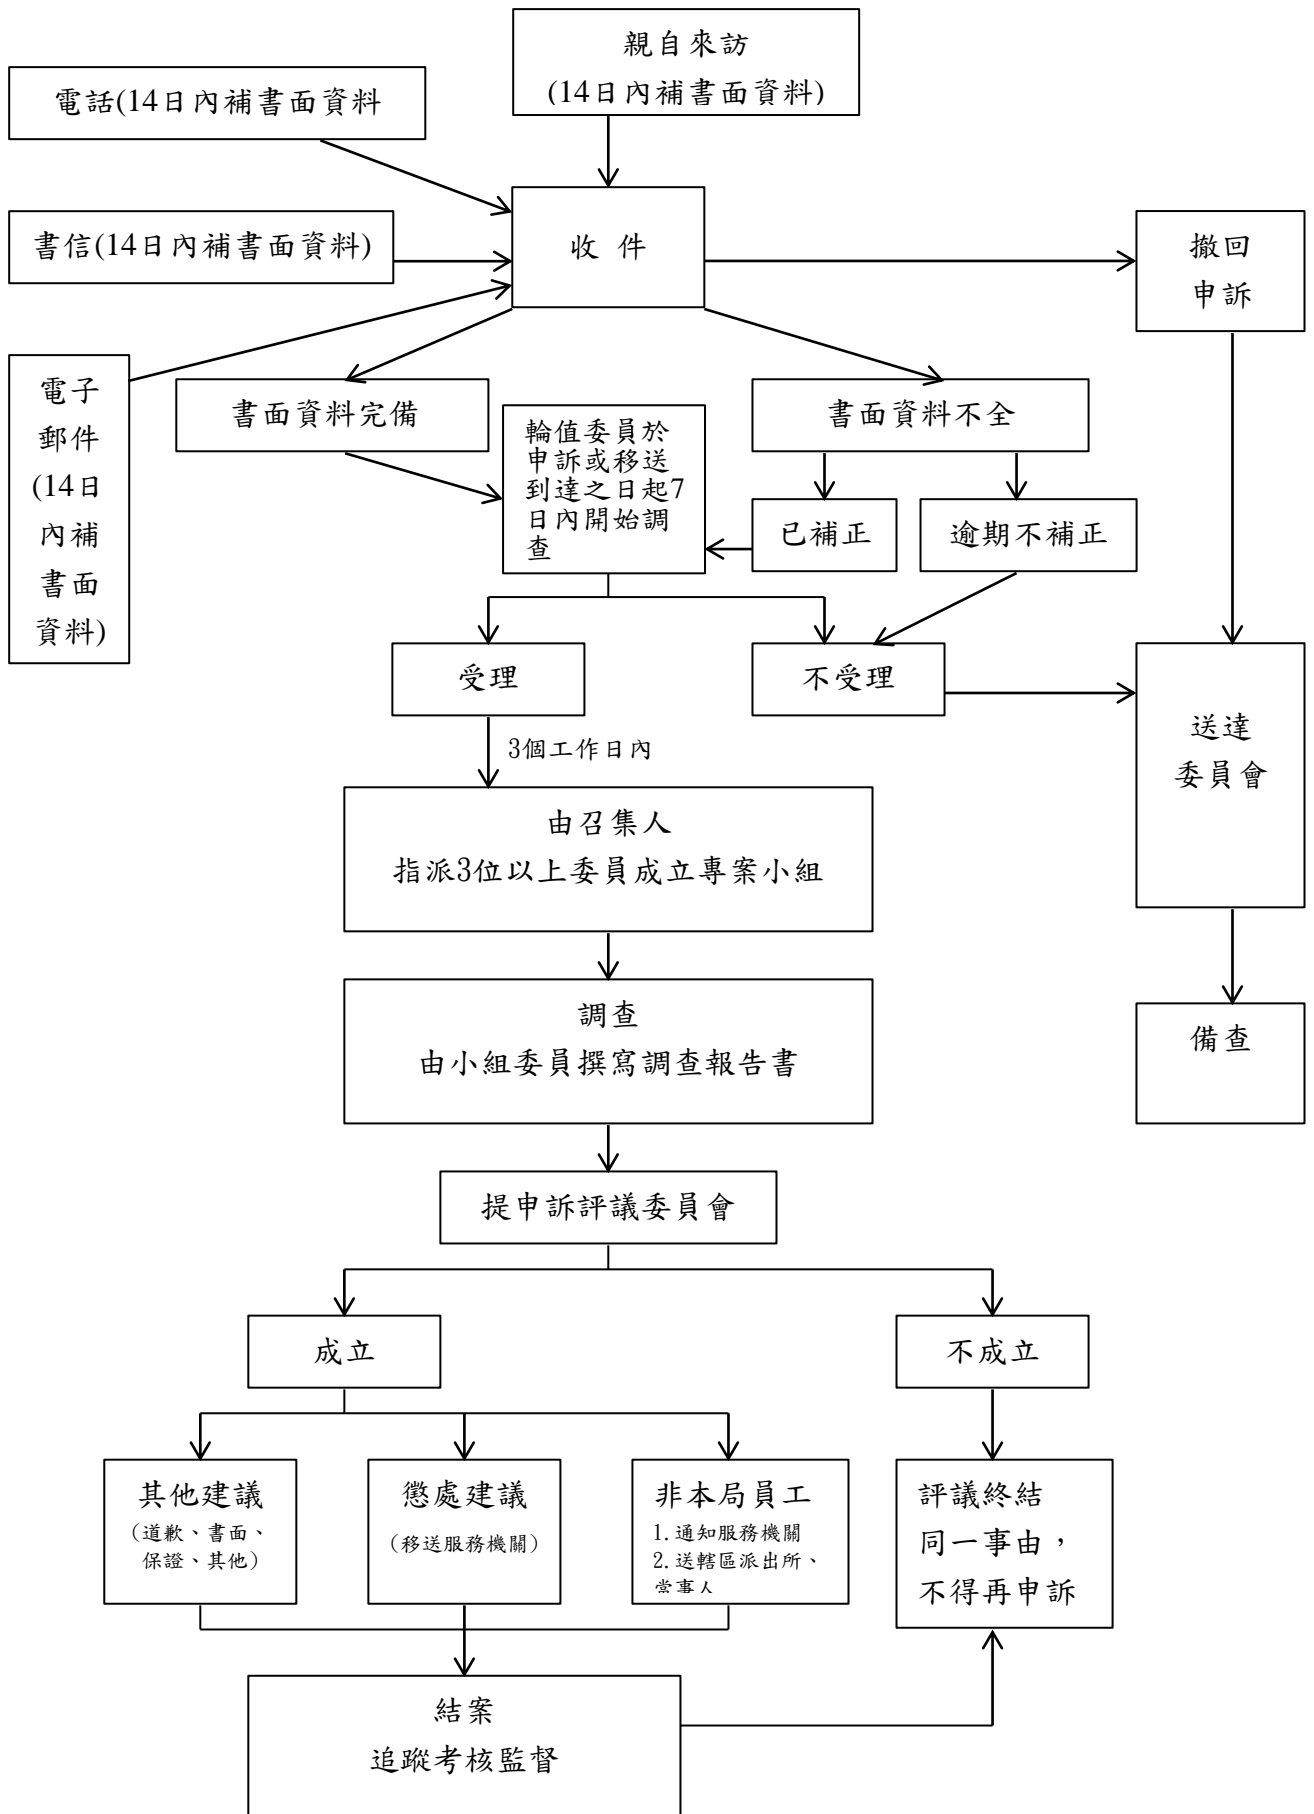 親自來訪
(14日內補書面資料)
電話(14日內補書面資料
書信(14日內補書面資料)
收件
撤回
申訴
電子
郵件
(14日
內補
書面
資料)
書面資料完備
輪值委員於
申訴或移送
到達之日起7
日內開始調
查
書面資料不全
已補正
逾期不補正
受理
不受理
送達
委員會
3個工作日內
由召集人
指派3位以上委員成立專案小組
調查
由小組委員撰寫調查報告書
備查
提申訴評議委員會
成立
不成立
其他建議
(道歉、書面、
保證、其他)
懲處建議
(移送服務機關)
非本局員工
1.通知服務機關
2.送轄區派出所、
當事人
評議終結
同一事由，
不得再申訴
結案
追蹤考核監督